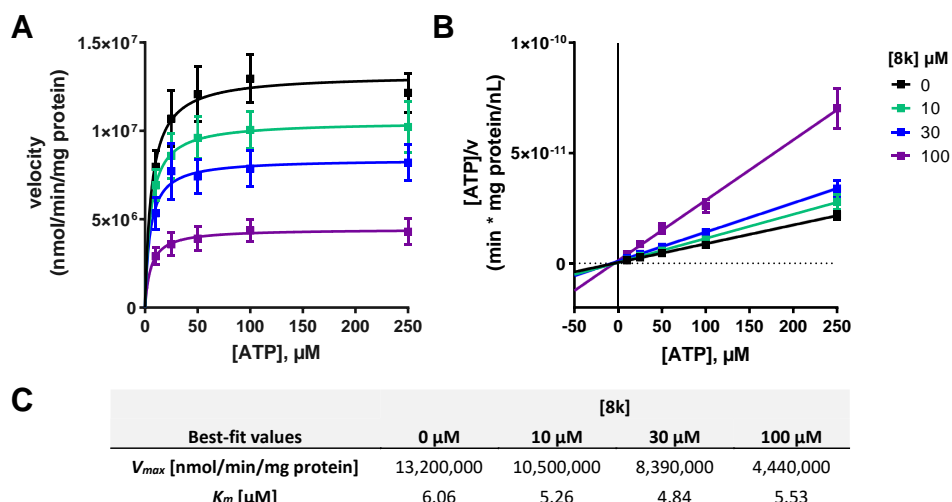 A
velocity
(nmol/min/mg protein)
1.5×10⁷
1×10⁷
5×10⁶
0
0 50 100 150 200 250
[ATP], µM
B
[ATP]/v
(min * mg protein/nL)
1×10⁻¹⁰
5×10⁻¹¹
0
-50 0 50 100 150 200 250
[ATP], µM
[8k] µM
0
10
30
100
C
[8k]
Best-fit values 0 µM 10 µM 30 µM 100 µM
Vmax [nmol/min/mg protein] 13,200,000 10,500,000 8,390,000 4,440,000
Km [µM] 6.06 5.26 4.84 5.53